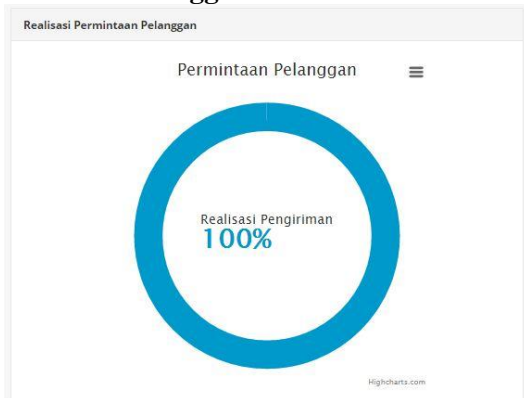 Realisasi Permintaan Pelanggan
Permintaan Pelanggan
Realisasi Pengiriman
100%
Highcharts.com